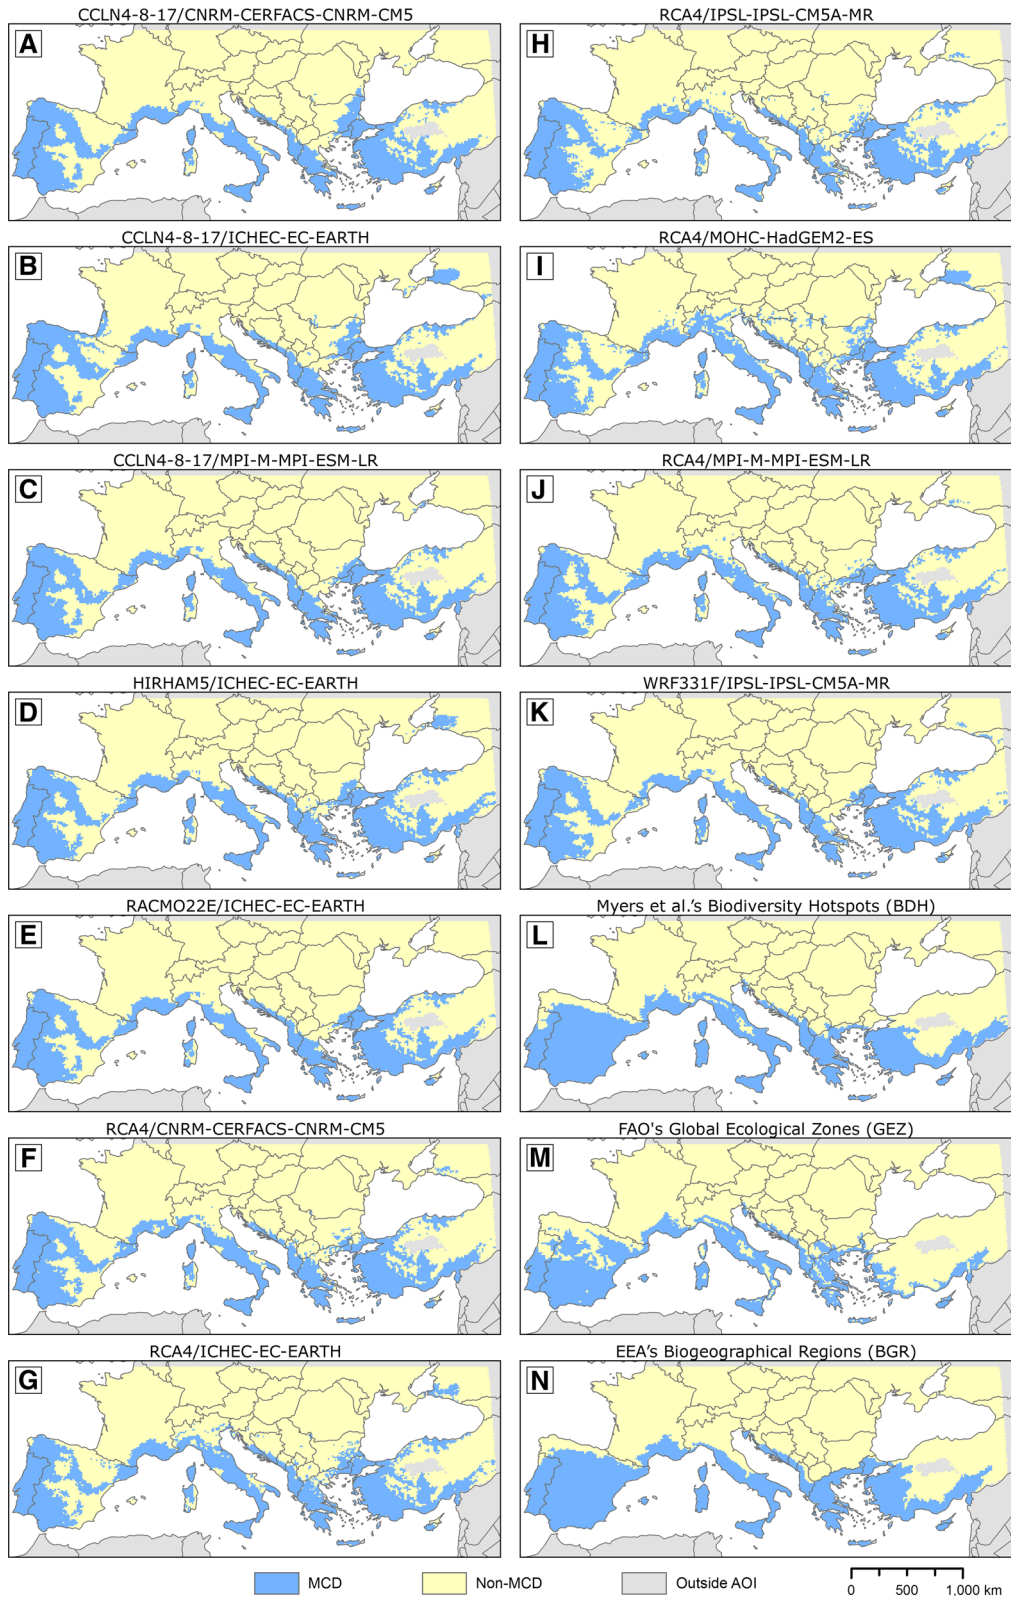 CCLN4-8-17/CNRM-CERFACS-CNRM-CM5
A
CCLN4-8-17/ICHEC-EC-EARTH
B
CCLN4-8-17/MPI-M-MPI-ESM-LR
C
HIRHAM5/ICHEC-EC-EARTH
D
RACMO22E/ICHEC-EC-EARTH
E
RCA4/CNRM-CERFACS-CNRM-CM5
F
RCA4/ICHEC-EC-EARTH
G
RCA4/IPSL-IPSL-CM5A-MR
H
RCA4/MOHC-HadGEM2-ES
I
RCA4/MPI-M-MPI-ESM-LR
J
WRF331F/IPSL-IPSL-CM5A-MR
K
Myers et al.'s Biodiversity Hotspots (BDH)
L
FAO's Global Ecological Zones (GEZ)
M
EEA's Biogeographical Regions (BGR)
N
MCD
Non-MCD
Outside AOI
0 500 1.000 km